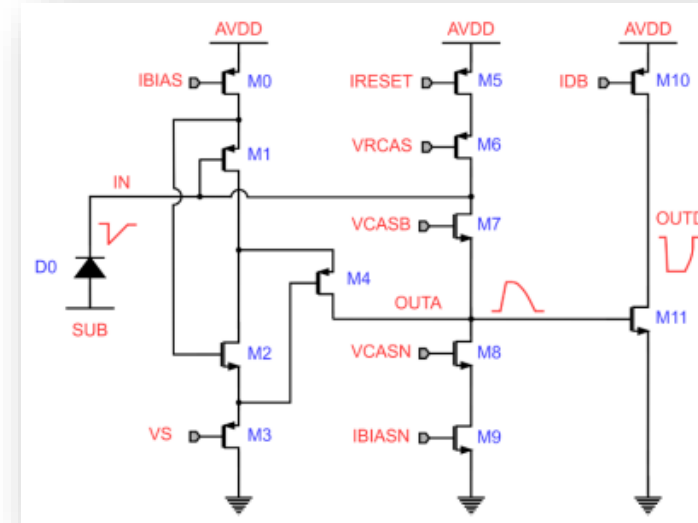 AVDD AVDD AVDD
IBIAS M0 IRESET M5 IDB M10
M1 VRCAS M6
IN
VCASB M7
D0 M4 OUTA
SUB
M2 VCASN M8 M11
VS M3 IBIASN M9